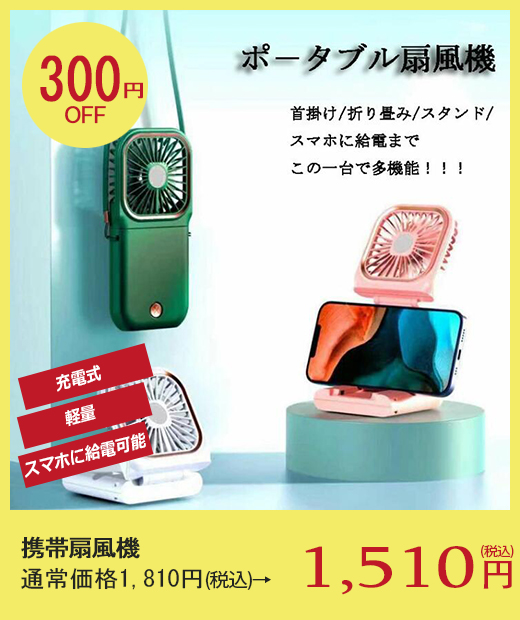 300円
OFF
ポータブル扇風機
首掛け/折り畳み/スタンド/
スマホに給電まで
この一台で多機能！！！
充電式
軽量
スマホに給電可能
携帯扇風機
通常価格1,810円(税込)→
1,510円(税込)